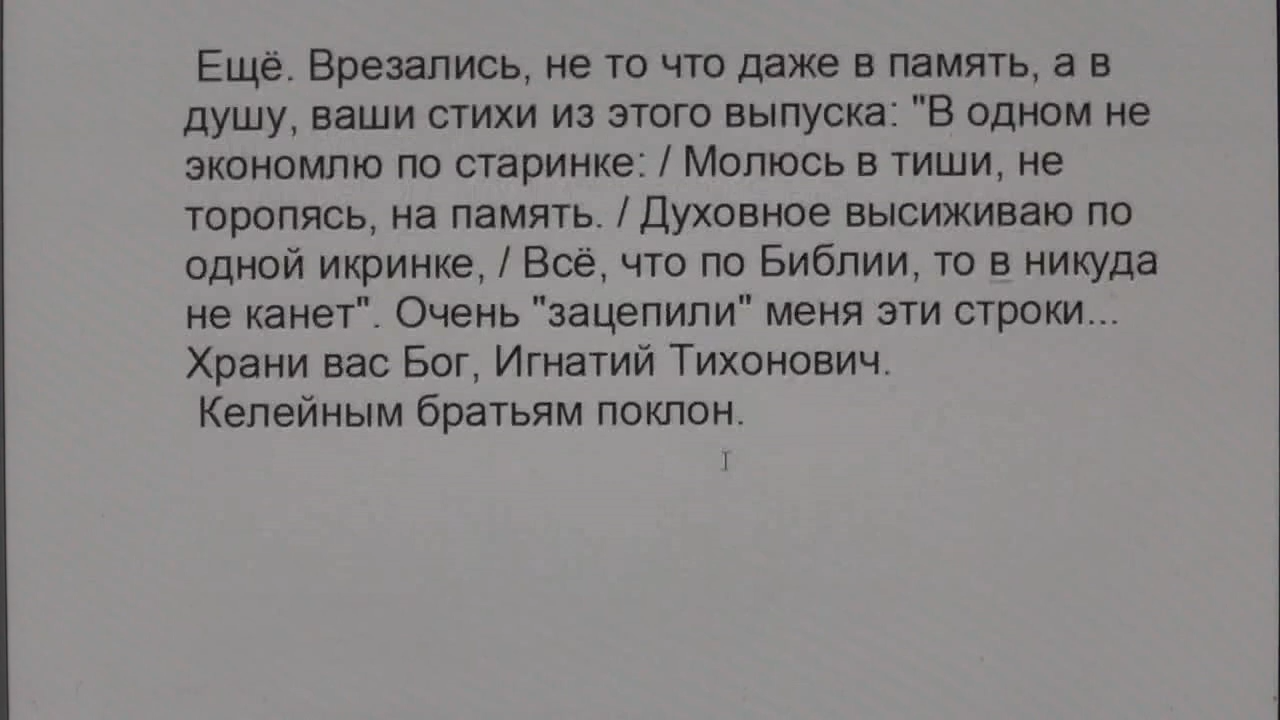 Ещё. Врезались, не то что даже в память, а в
душу, ваши стихи из этого выпуска: "В одном не
экономлю по старинке: / Молюсь в тиши, не
торопясь, на память. / Духовное высиживаю по
одной икринке, / Всё, что по Библии, то в никуда
не канет". Очень "зацепили" меня эти строки...
Храни вас Бог, Игнатий Тихонович.
Келейным братьям поклон.